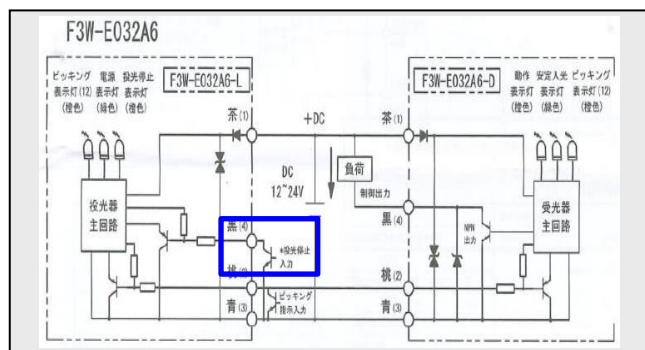 F3W-E032A6
ピッキング 電源 投光停止
表示灯(12) 表示灯 表示灯
(橙色) (緑色) (橙色)
F3W-E032A6-L
F3W-E032A6-D
動作 安定入光 ピッキング
表示灯 表示灯 表示灯(12)
(橙色) (緑色) (橙色)
茶(1)
+DC
茶(1)
負荷
DC
12~24V
制御出力
投光器
主回路
黒(4)
*投光停止
入力
黒(4)
NPN
出力
受光器
主回路
桃(2)
ピッキング
指示入力
桃(2)
青(3)
青(3)